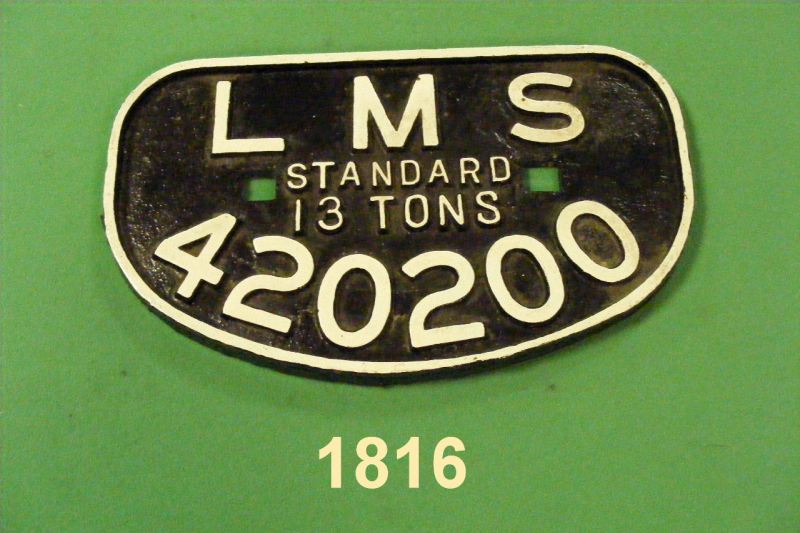 L M S
STANDARD
13 TONS
420200
1816